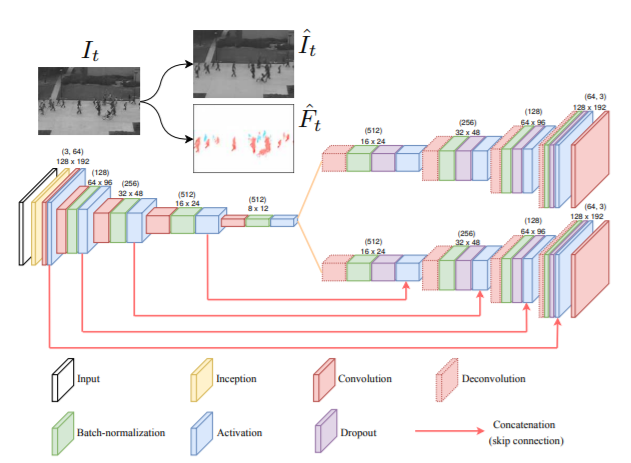 I_t
Î_t
F̂_t
(3, 64)
128 x 192
(128)
64 x 96
(256)
32 x 48
(512)
16 x 24
(512)
8 x 12
(512)
16 x 24
(256)
32 x 48
(128)
64 x 96
(64, 3)
128 x 192
(512)
16 x 24
(256)
32 x 48
(128)
64 x 96
(64, 3)
128 x 192
Input
Inception
Convolution
Deconvolution
Batch-normalization
Activation
Dropout
Concatenation
(skip connection)